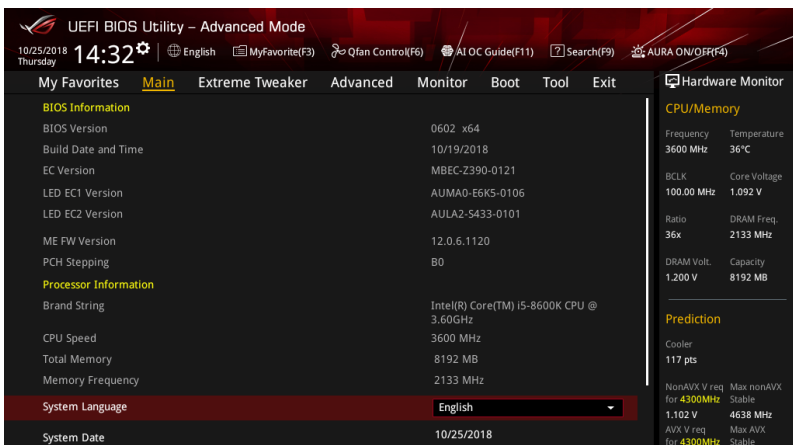 UEFI BIOS Utility – Advanced Mode
10/25/2018
Thursday
14:32
English
MyFavorite(F3)
Qfan Control(F6)
AI OC Guide(F11)
? Search(F9)
AURA ON/OFF(F4)
My Favorites Main Extreme Tweaker Advanced Monitor Boot Tool Exit
Hardware Monitor
BIOS Information
BIOS Version 0602 x64
Build Date and Time 10/19/2018
EC Version MBEC-Z390-0121
LED EC1 Version AUMA0-E6K5-0106
LED EC2 Version AULA2-S433-0101
ME FW Version 12.0.6.1120
PCH Stepping B0
Processor Information
Brand String Intel(R) Core(TM) i5-8600K CPU @
3.60GHz
CPU Speed 3600 MHz
Total Memory 8192 MB
Memory Frequency 2133 MHz
System Language English
System Date 10/25/2018
CPU/Memory
Frequency Temperature
3600 MHz 36°C
BCLK Core Voltage
100.00 MHz 1.092 V
Ratio DRAM Freq.
36x 2133 MHz
DRAM Volt. Capacity
1.200 V 8192 MB
Prediction
Cooler
117 pts
NonAVX V req Max nonAVX
for 4300MHz Stable
1.102 V 4638 MHz
AVX V req Max AVX
for 4300MHz Stable